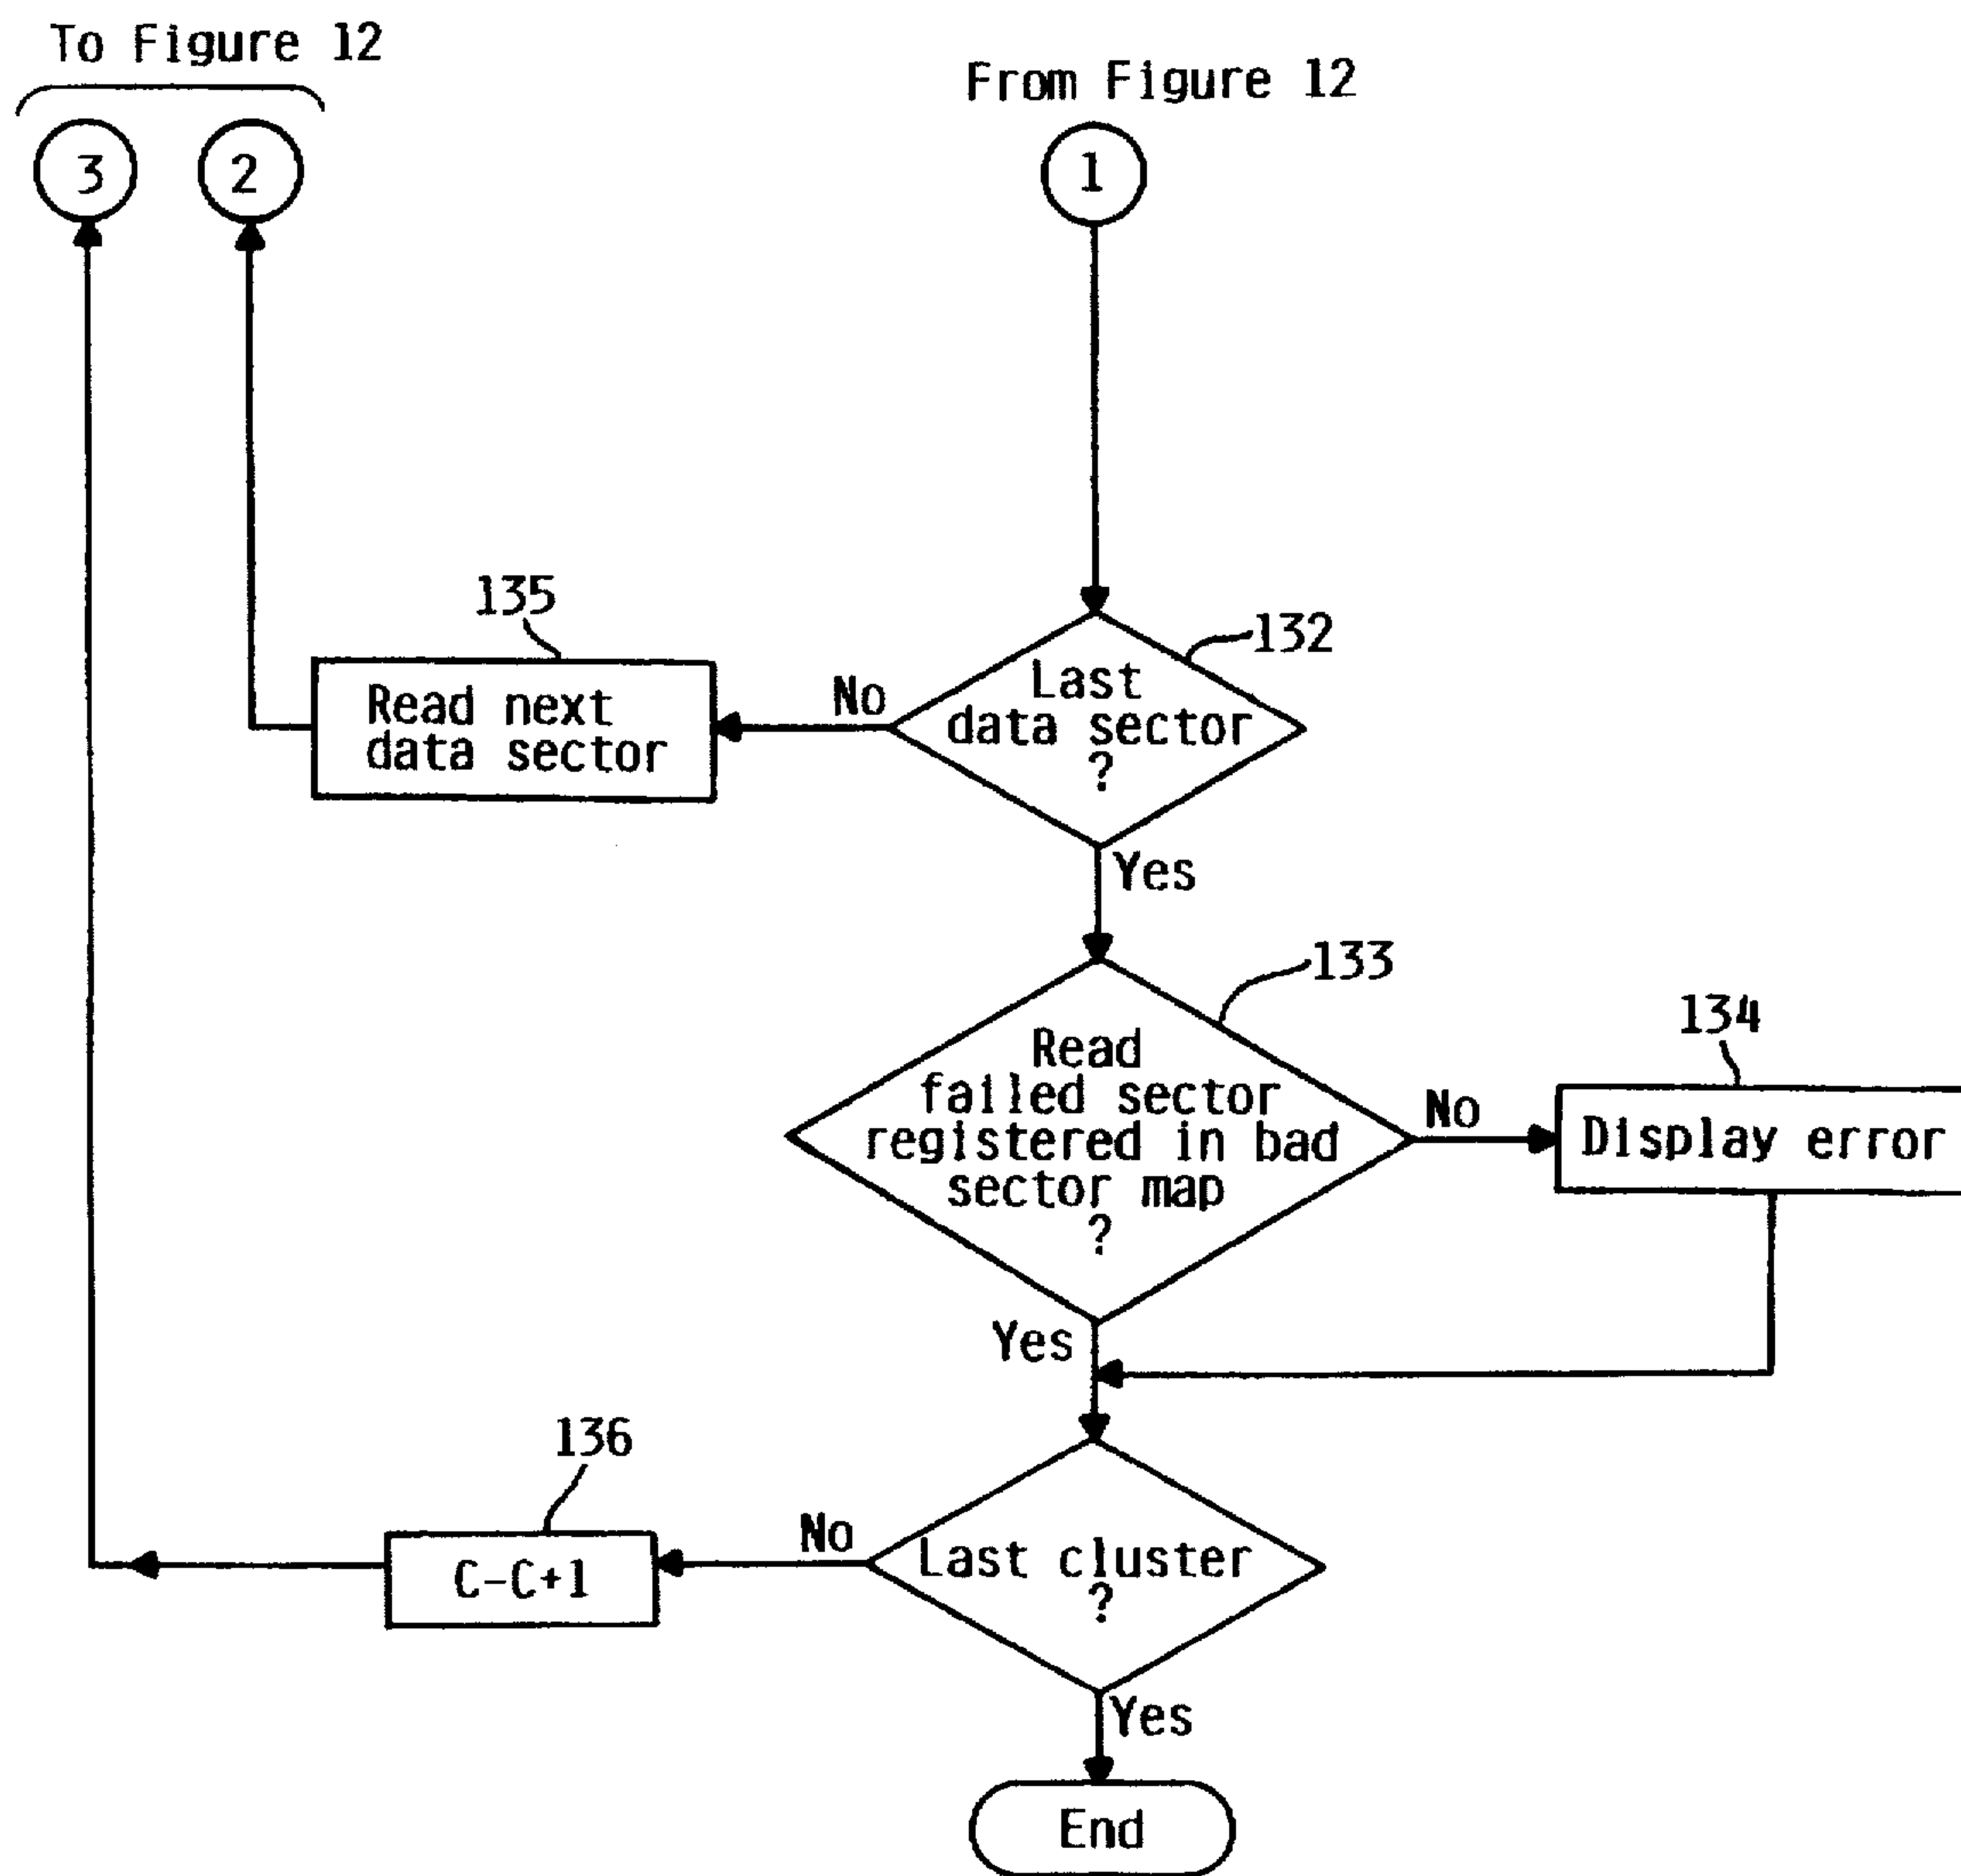 To Figure 12
From Figure 12
3
2
1
135
132
Last
data sector
?
No
Read next
data sector
Yes
133
134
Read
failed sector
registered in bad
sector map
?
No
Display error
Yes
136
No
Last cluster
?
C-C+1
Yes
End